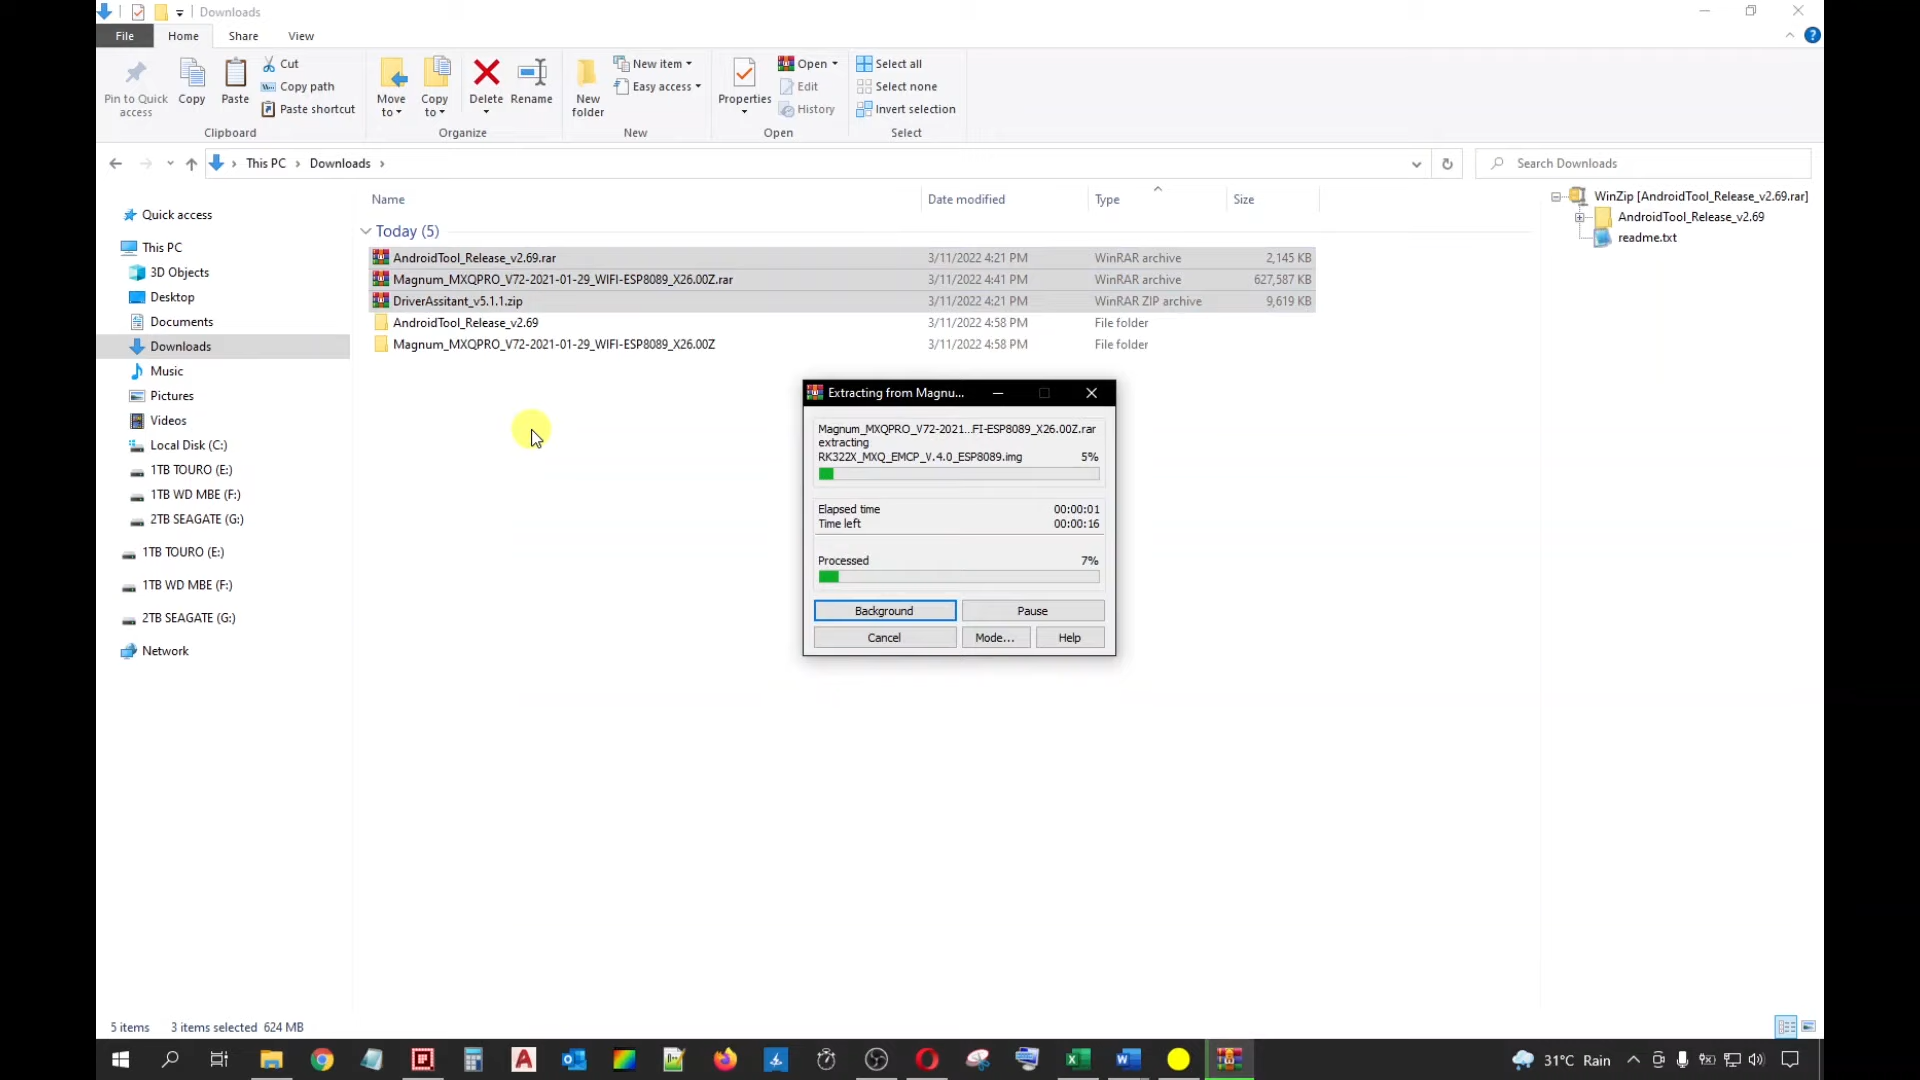 Downloads
File
Home
Share
View
Pin to Quick
access
Copy
Paste
Cut
Copy path
Paste shortcut
Clipboard
Move
to
Copy
to
Delete
Rename
Organize
New
folder
New item
Easy access
New
Properties
Open
Edit
History
Open
Select all
Select none
Invert selection
Select
This PC
Downloads
Search Downloads
Quick access
This PC
3D Objects
Desktop
Documents
Downloads
Music
Pictures
Videos
Local Disk (C:)
1TB TOURO (E:)
1TB WD MBE (F:)
2TB SEAGATE (G:)
1TB TOURO (E:)
1TB WD MBE (F:)
2TB SEAGATE (G:)
Network
Name Date modified Type Size
Today (5)
AndroidTool_Release_v2.69.rar 3/11/2022 4:21 PM WinRAR archive 2,145 KB
Magnum_MXQPRO_V72-2021-01-29_WIFI-ESP8089_X26.00Z.rar 3/11/2022 4:41 PM WinRAR archive 627,587 KB
DriverAssitant_v5.1.1.zip 3/11/2022 4:21 PM WinRAR ZIP archive 9,619 KB
AndroidTool_Release_v2.69 3/11/2022 4:58 PM File folder
Magnum_MXQPRO_V72-2021-01-29_WIFI-ESP8089_X26.00Z 3/11/2022 4:58 PM File folder
WinZip [AndroidTool_Release_v2.69.rar]
AndroidTool_Release_v2.69
readme.txt
Extracting from Magnu...
Magnum_MXQPRO_V72-2021...FI-ESP8089_X26.00Z.rar
extracting
RK322X_MXQ_EMCP_V.4.0_ESP8089.img 5%
Elapsed time 00:00:01
Time left 00:00:16
Processed 7%
Background
Pause
Cancel
Mode...
Help
5 items 3 items selected 624 MB
31°C Rain